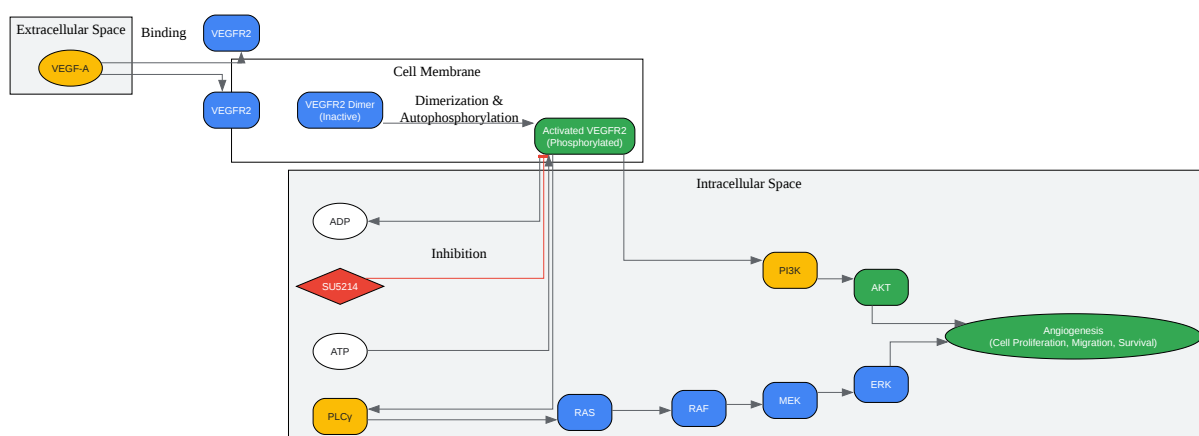 Extracellular Space
Binding
VEGFR2
VEGF-A
Cell Membrane
VEGFR2
VEGFR2 Dimer
(Inactive)
Dimerization &
Autophosphorylation
Activated VEGFR2
(Phosphorylated)
Intracellular Space
ADP
Inhibition
SU5214
PI3K
AKT
ATP
Angiogenesis
(Cell Proliferation, Migration, Survival)
PLCγ
RAS
RAF
MEK
ERK